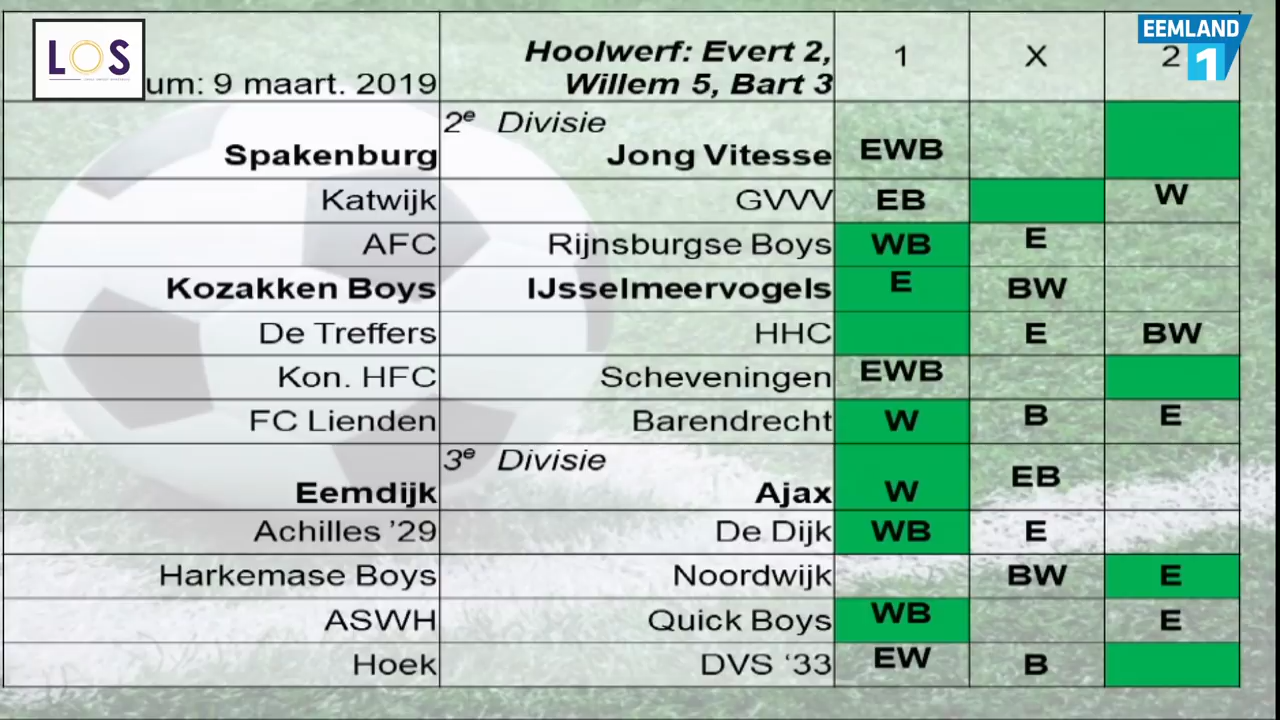 LOS
EEMLAND
1
um: 9 maart. 2019 Hoolwerf: Evert 2, Willem 5, Bart 3 1 X 2
2e Divisie
Spakenburg Jong Vitesse EWB
Katwijk GVVV EB W
AFC Rijnsburgse Boys WB E
Kozakken Boys IJsselmeervogels E BW
De Treffers HHC E BW
Kon. HFC Scheveningen EWB
FC Lienden Barendrecht W B E
3e Divisie
Eemdijk Ajax W EB
Achilles ’29 De Dijk WB E
Harkemase Boys Noordwijk BW E
ASWH Quick Boys WB E
Hoek DVS ‘33 EW B